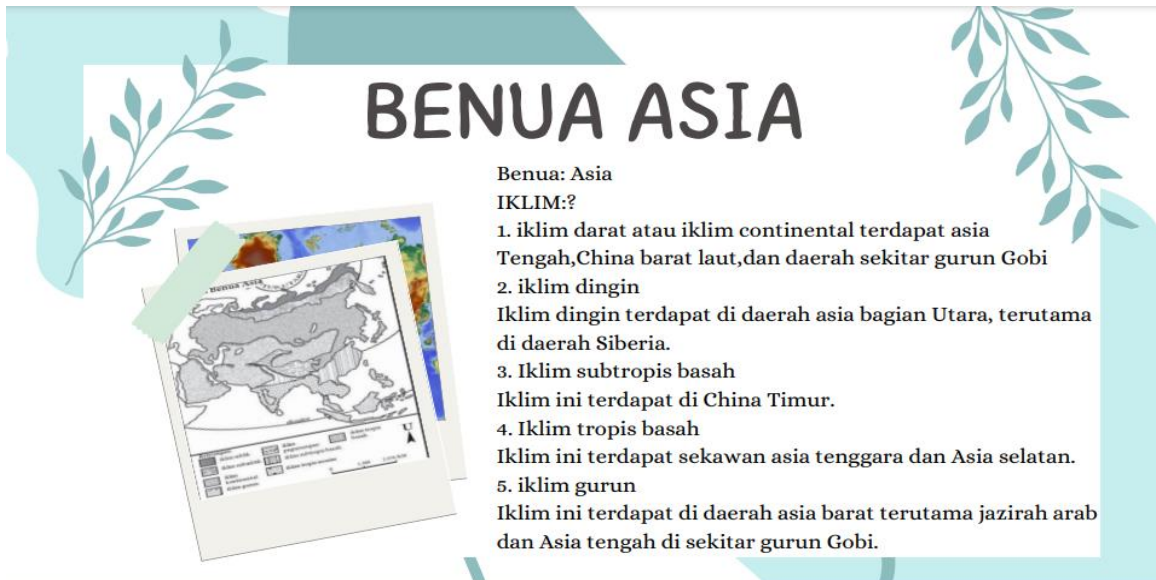 BENUA ASIA
Benua: Asia
IKLIM:?
1. iklim darat atau iklim continental terdapat asia
Tengah,China barat laut,dan daerah sekitar gurun Gobi
2. iklim dingin
Iklim dingin terdapat di daerah asia bagian Utara, terutama
di daerah Siberia.
3. Iklim subtropis basah
Iklim ini terdapat di China Timur.
4. Iklim tropis basah
Iklim ini terdapat sekawan asia tenggara dan Asia selatan.
5. iklim gurun
Iklim ini terdapat di daerah asia barat terutama jazirah arab
dan Asia tengah di sekitar gurun Gobi.
Benua Asia
U